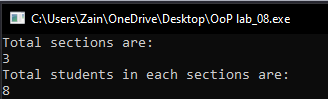 C:\Users\Zain\OneDrive\Desktop\OoP lab_08.exe
Total sections are:
3
Total students in each sections are:
8